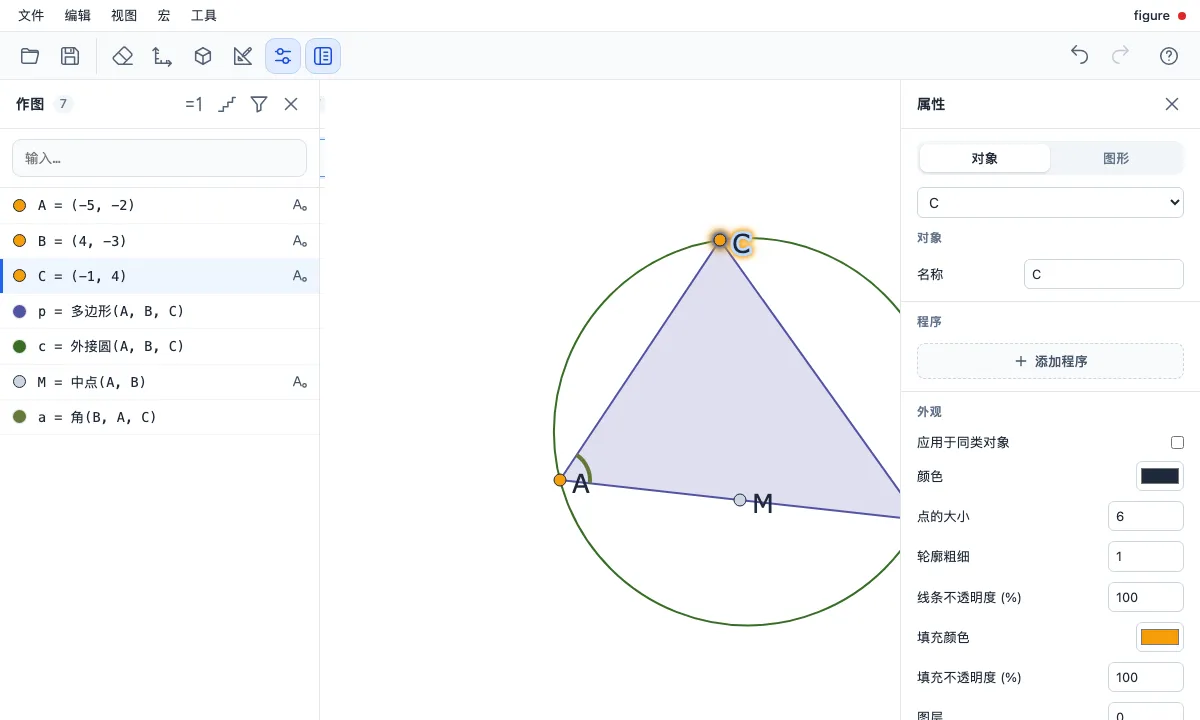 文件 编辑 视图 宏 工具 figure
作图 7 =1
输入…
A = (−5, −2)
B = (4, −3)
C = (−1, 4)
p = 多边形(A, B, C)
c = 外接圆(A, B, C)
M = 中点(A, B)
a = 角(B, A, C)
C
A
M
属性
对象 图形
C
对象
名称 C
程序
+ 添加程序
外观
应用于同类对象
颜色
点的大小 6
轮廓粗细 1
线条不透明度 (%) 100
填充颜色
填充不透明度 (%) 100
图层 0